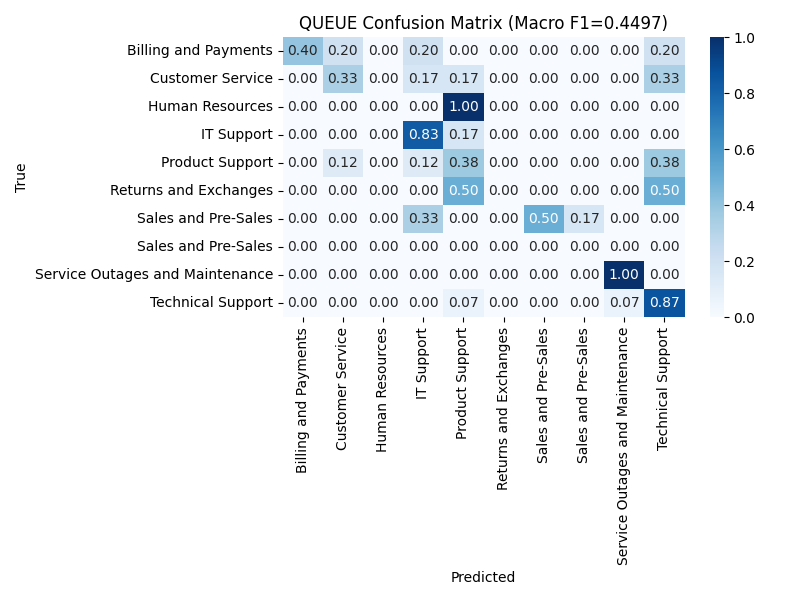 QUEUE Confusion Matrix (Macro F1=0.4497)
Billing and Payments 0.40 0.20 0.00 0.20 0.00 0.00 0.00 0.00 0.00 0.20
Customer Service 0.00 0.33 0.00 0.17 0.17 0.00 0.00 0.00 0.00 0.33
Human Resources 0.00 0.00 0.00 0.00 1.00 0.00 0.00 0.00 0.00 0.00
IT Support 0.00 0.00 0.00 0.83 0.17 0.00 0.00 0.00 0.00 0.00
Product Support 0.00 0.12 0.00 0.12 0.38 0.00 0.00 0.00 0.00 0.38
Returns and Exchanges 0.00 0.00 0.00 0.00 0.50 0.00 0.00 0.00 0.00 0.50
Sales and Pre-Sales 0.00 0.00 0.00 0.33 0.00 0.00 0.50 0.17 0.00 0.00
Sales and Pre-Sales 0.00 0.00 0.00 0.00 0.00 0.00 0.00 0.00 0.00 0.00
Service Outages and Maintenance 0.00 0.00 0.00 0.00 0.00 0.00 0.00 0.00 1.00 0.00
Technical Support 0.00 0.00 0.00 0.00 0.07 0.00 0.00 0.00 0.07 0.87
True
Billing and Payments
Customer Service
Human Resources
IT Support
Product Support
Returns and Exchanges
Sales and Pre-Sales
Sales and Pre-Sales
Service Outages and Maintenance
Technical Support
Predicted
1.0
0.8
0.6
0.4
0.2
0.0